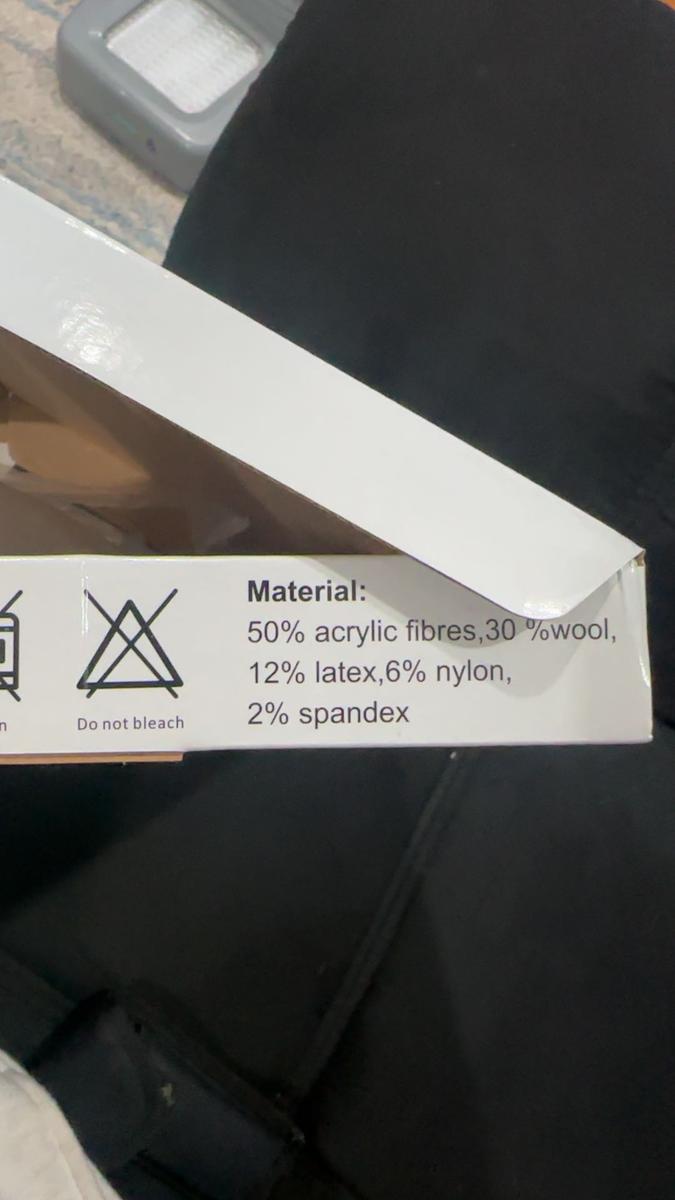 Material:
50% acrylic fibres,30 %wool,
12% latex,6% nylon,
2% spandex
Do not bleach